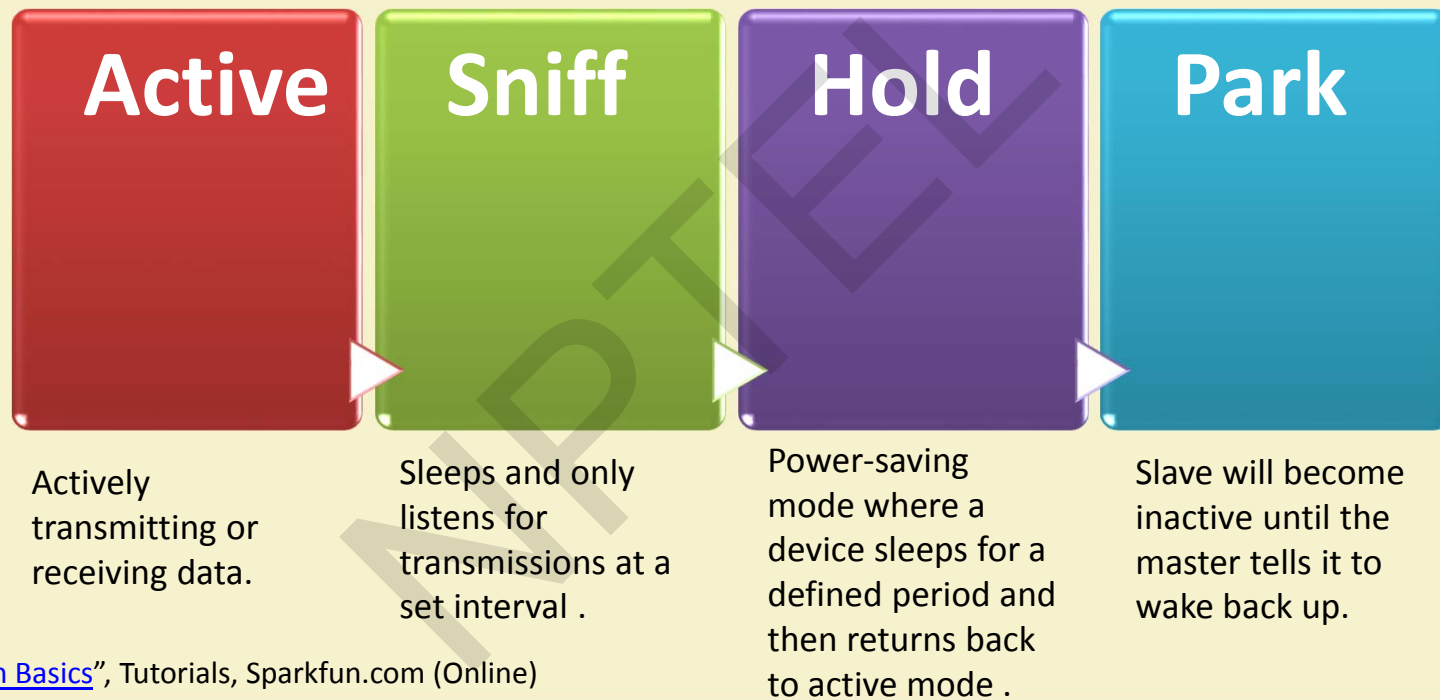 Active
Sniff
Hold
Park
Actively
transmitting or
receiving data.
Sleeps and only
listens for
transmissions at a
set interval .
Power-saving
mode where a
device sleeps for a
defined period and
then returns back
to active mode .
Slave will become
inactive until the
master tells it to
wake back up.
NPTEL
Basics”, Tutorials, Sparkfun.com (Online)